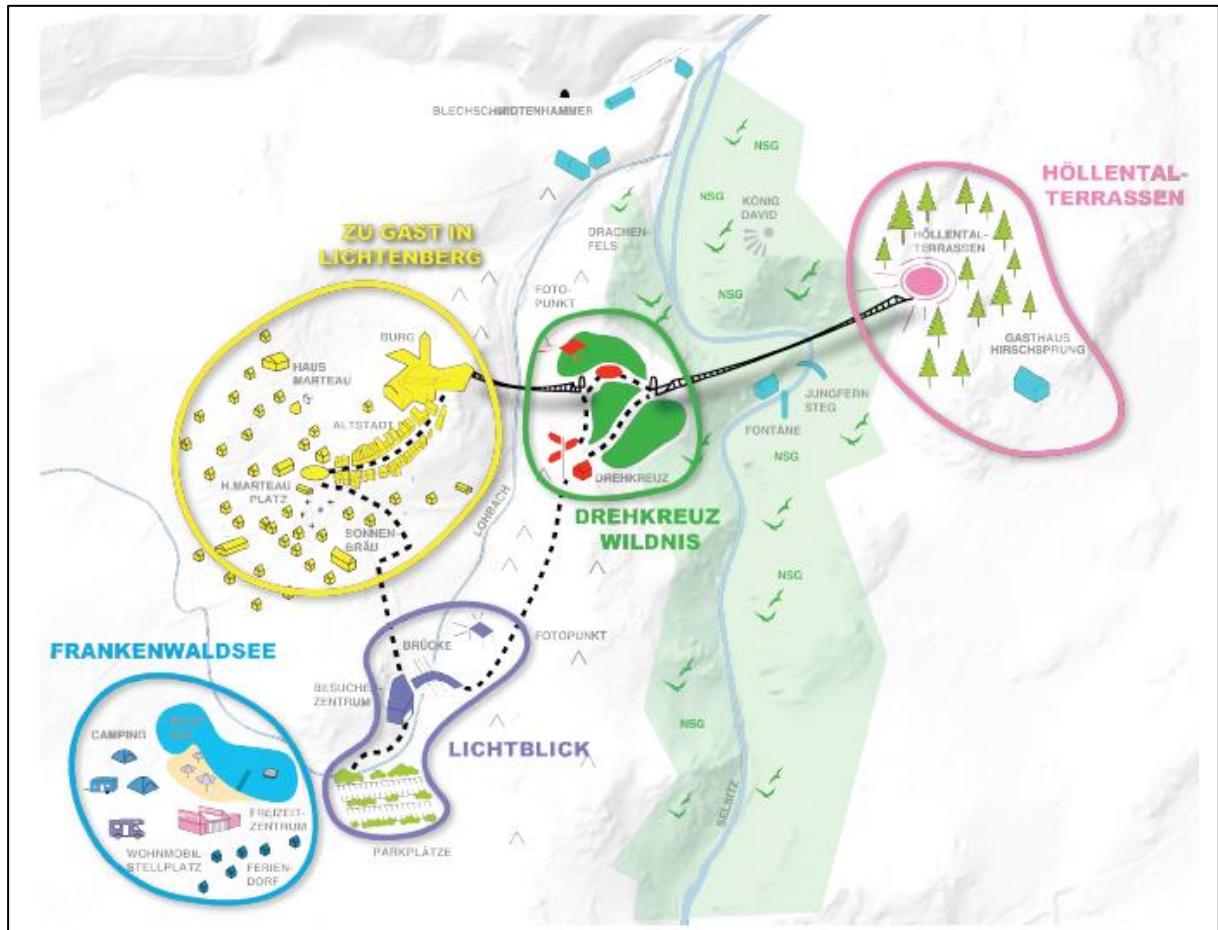 BLECHSCHMIDTENHAMMER
HÖLLENTAL-
TERRASSEN
NSG
NSG
KÖNIG
DAVID
ZU GAST IN
LICHTENBERG
DRACHEN-
FELS
HÖLLENTAL-
TERRASSEN
FOTO-
PUNKT
NSG
BURG
GASTHAUS
HIRSCHSPRUNG
HAUS
MARTEAU
JUNGFERN
STEG
ALTSTADT
FONTÄNE
NSG
H.MARTEAU
PLATZ
DREHKREUZ
LOHBACH
DREHKREUZ
WILDNIS
SONNEN-
BRÄU
NSG
BRÜCKE
FOTOPUNKT
FRANKENWALDSEE
BESUCHER-
ZENTRUM
NSG
CAMPING
LICHTBLICK
SELBITZ
FREIZEIT-
ZENTRUM
WOHNMOBIL
STELLPLATZ
FERIEN-
DORF
PARKPLÄTZE